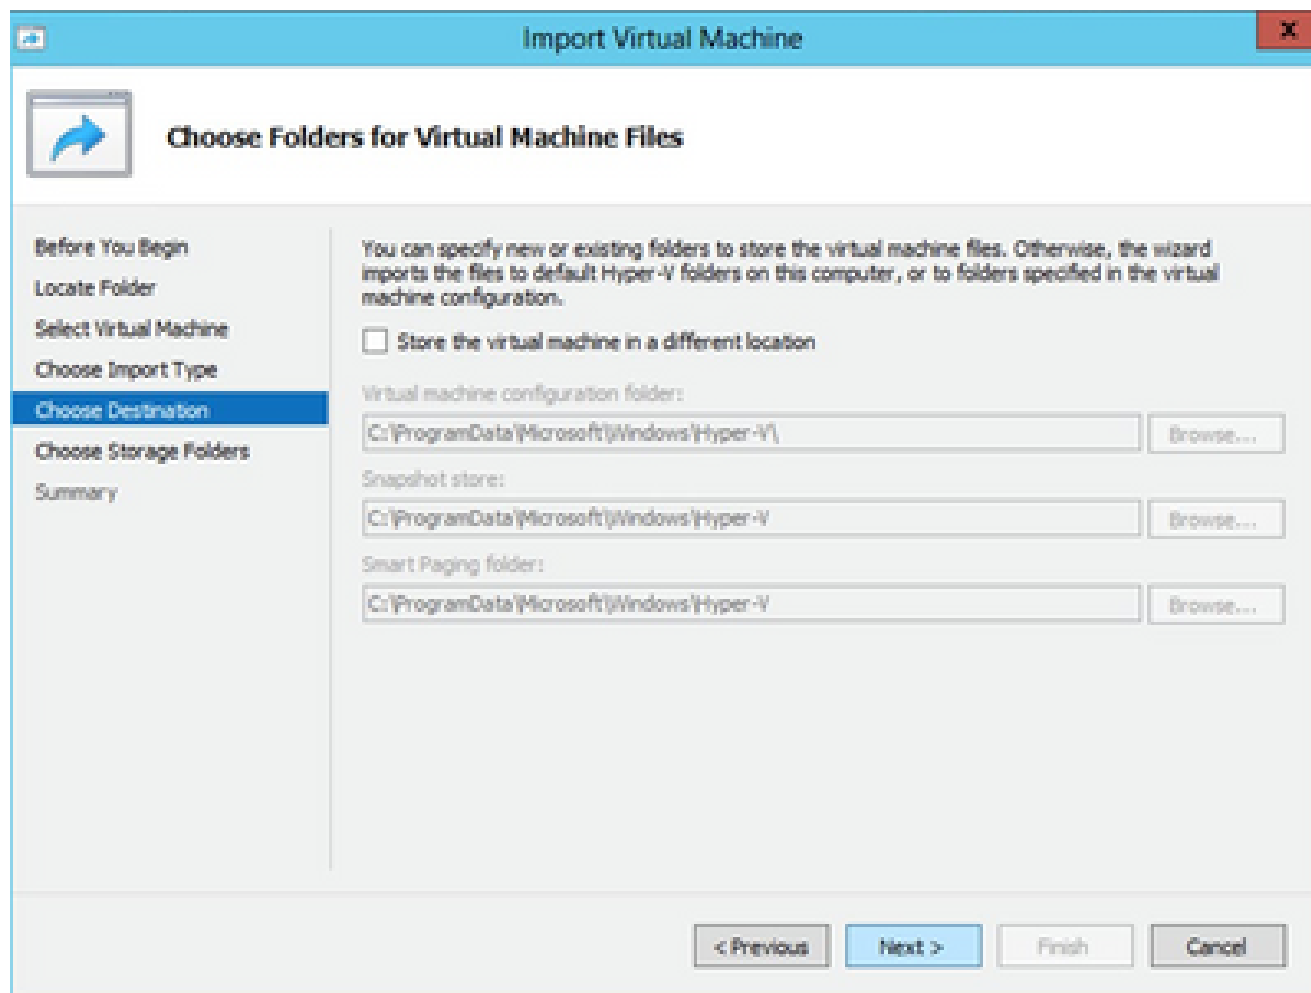 Import Virtual Machine
x
Choose Folders for Virtual Machine Files
Before You Begin
Locate Folder
Select Virtual Machine
Choose Import Type
Choose Destination
Choose Storage Folders
Summary
You can specify new or existing folders to store the virtual machine files. Otherwise, the wizard
imports the files to default Hyper-V folders on this computer, or to folders specified in the virtual
machine configuration.
Store the virtual machine in a different location
Virtual machine configuration folder:
C:\ProgramData\Microsoft\Windows\Hyper-V\
Browse...
Snapshot store:
C:\ProgramData\Microsoft\Windows\Hyper-V
Browse...
Smart Paging folder:
C:\ProgramData\Microsoft\Windows\Hyper-V
Browse...
< Previous
Next >
Finish
Cancel